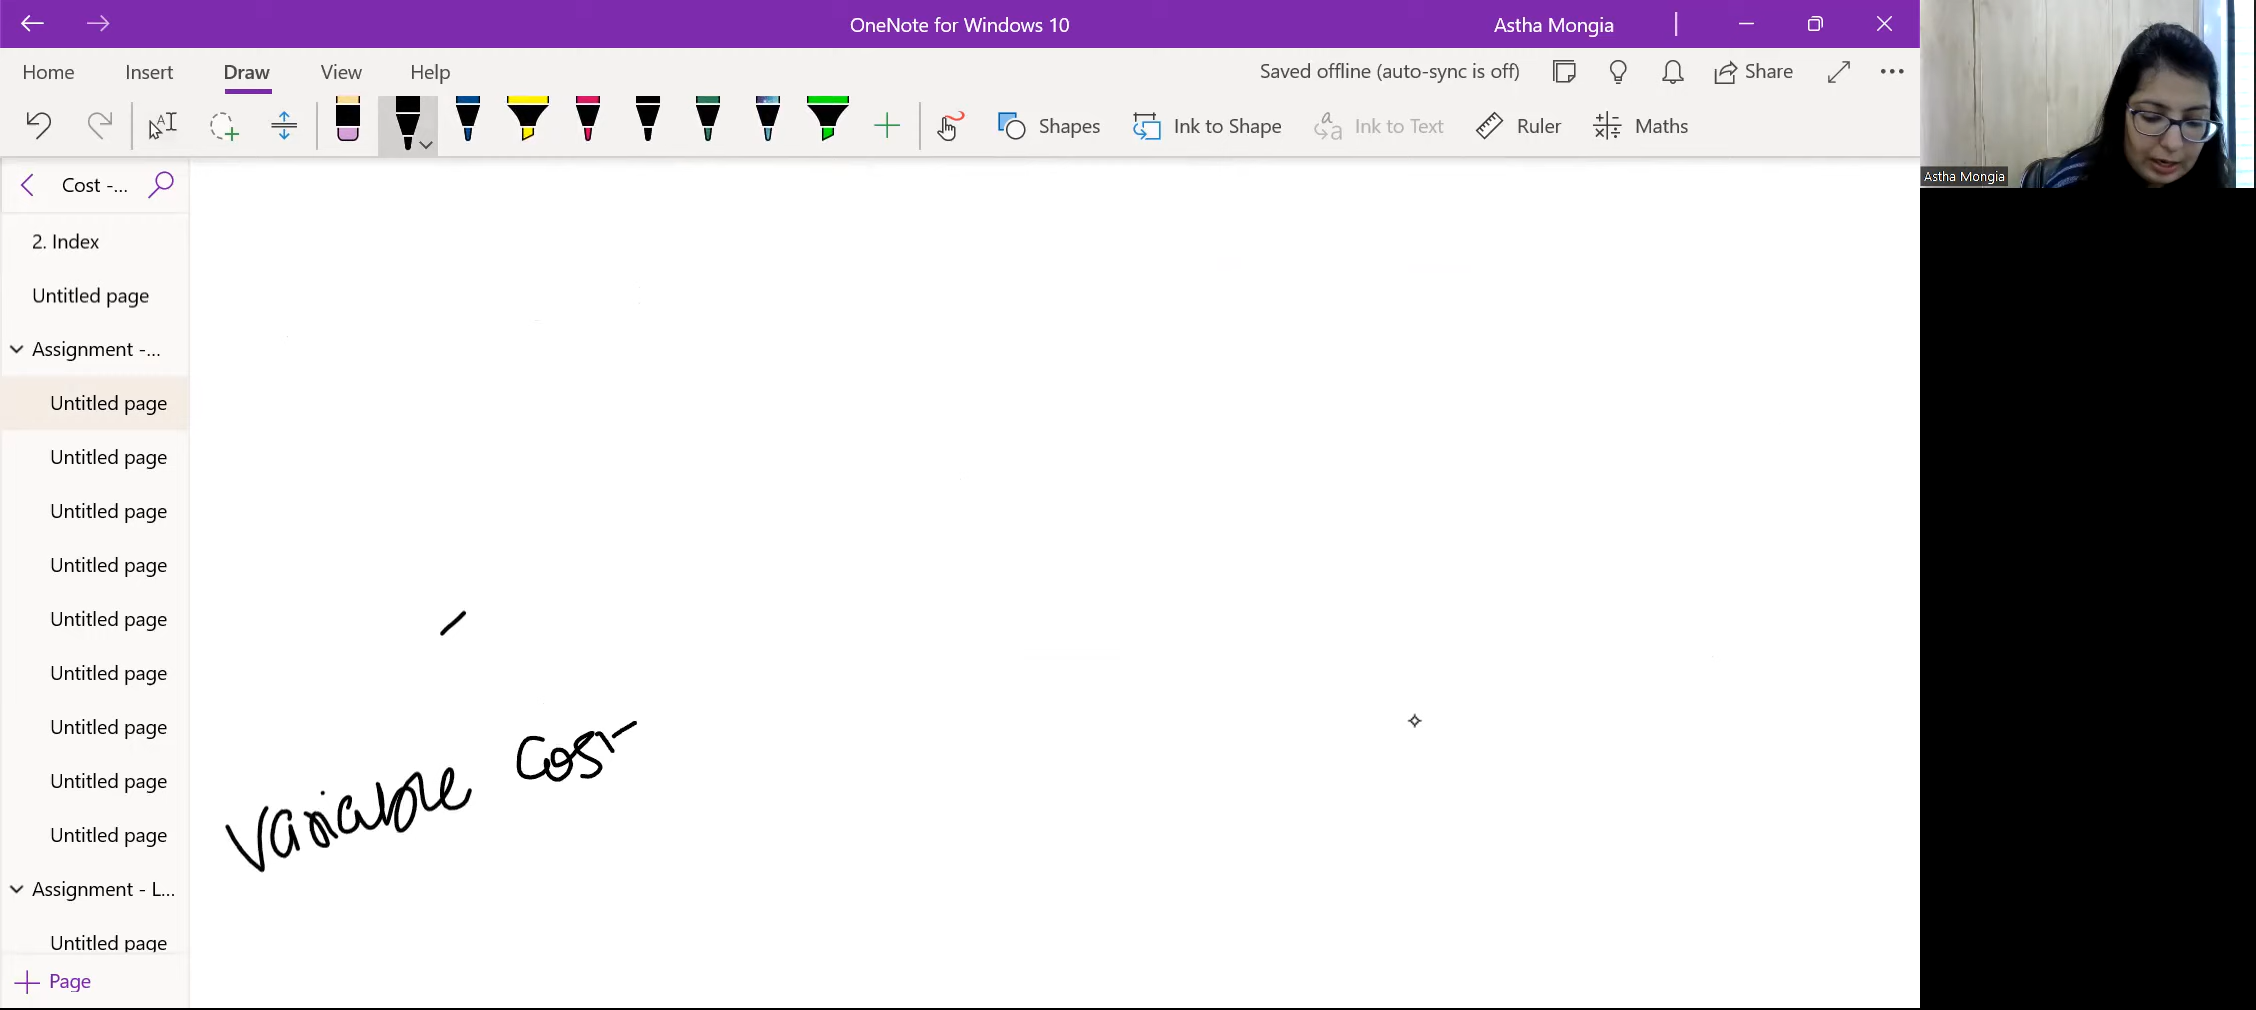 OneNote for Windows 10
Astha Mongia
Home Insert Draw View Help
Saved offline (auto-sync is off) Share
Shapes Ink to Shape Ink to Text Ruler Maths
Astha Mongia
Cost -...
2. Index
Untitled page
Assignment -...
Untitled page
Untitled page
Untitled page
Untitled page
Untitled page
Untitled page
Untitled page
Untitled page
Untitled page
Assignment - L...
Untitled page
Page
Variable Cost